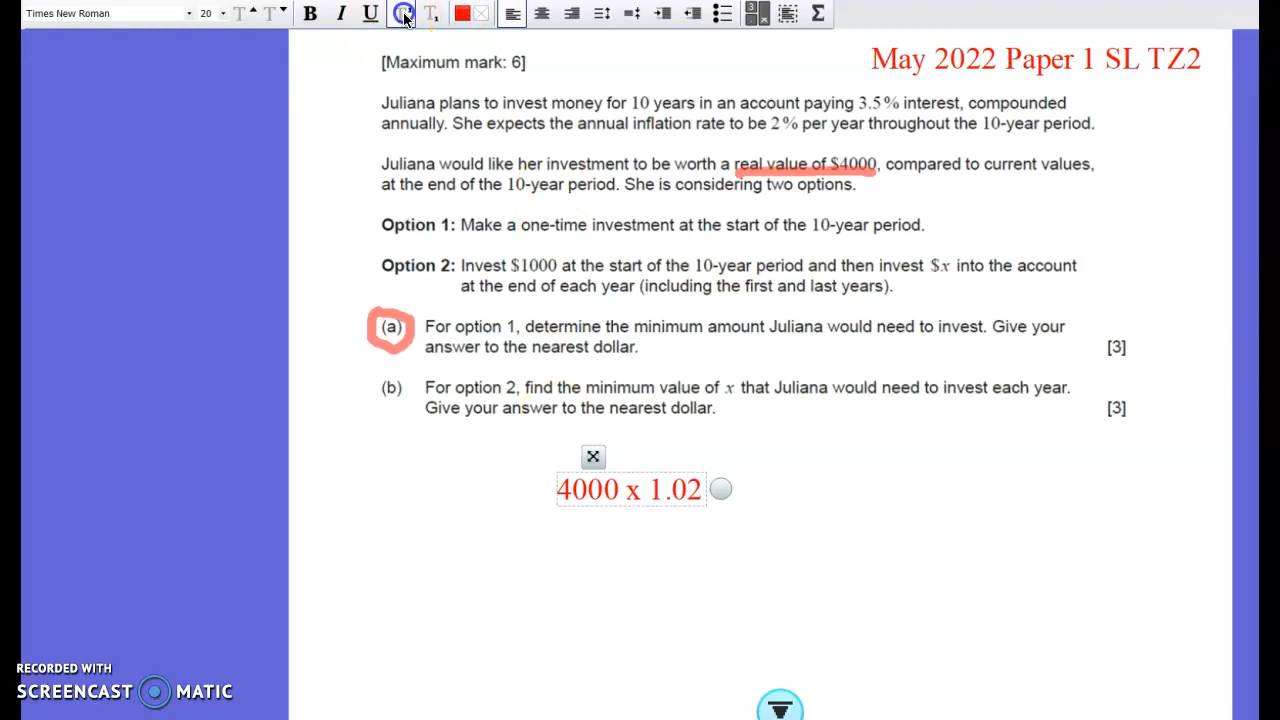 Times New Roman 20 B I U Σ
[Maximum mark: 6]
May 2022 Paper 1 SL TZ2
Juliana plans to invest money for 10 years in an account paying 3.5% interest, compounded
annually. She expects the annual inflation rate to be 2% per year throughout the 10-year period.
Juliana would like her investment to be worth a real value of $4000, compared to current values,
at the end of the 10-year period. She is considering two options.
Option 1: Make a one-time investment at the start of the 10-year period.
Option 2: Invest $1000 at the start of the 10-year period and then invest $x into the account
at the end of each year (including the first and last years).
(a) For option 1, determine the minimum amount Juliana would need to invest. Give your
answer to the nearest dollar. [3]
(b) For option 2, find the minimum value of x that Juliana would need to invest each year.
Give your answer to the nearest dollar. [3]
4000 x 1.02
RECORDED WITH
SCREENCAST MATIC